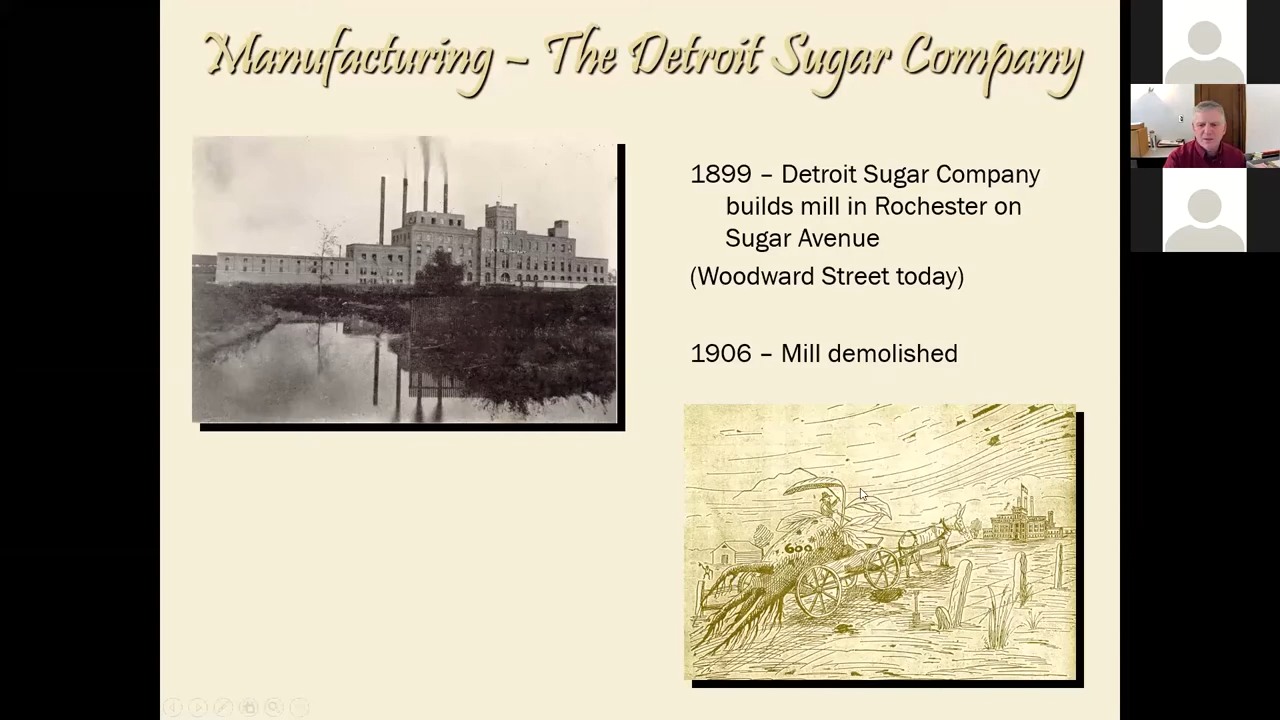 Manufacturing – The Detroit Sugar Company
1899 – Detroit Sugar Company
builds mill in Rochester on
Sugar Avenue
(Woodward Street today)
1906 – Mill demolished
600